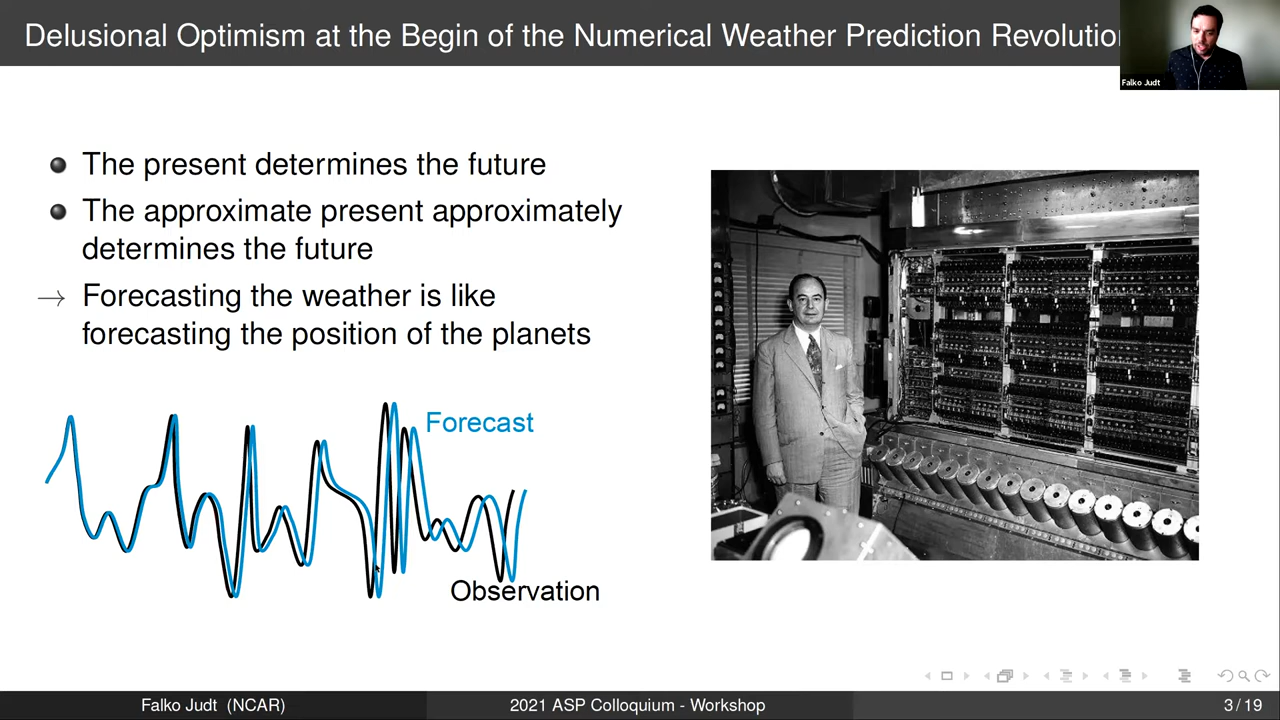 Delusional Optimism at the Begin of the Numerical Weather Prediction Revolution
Falko Judt
The present determines the future
The approximate present approximately
determines the future
→ Forecasting the weather is like
forecasting the position of the planets
Forecast
Observation
Falko Judt (NCAR)
2021 ASP Colloquium - Workshop
3 / 19